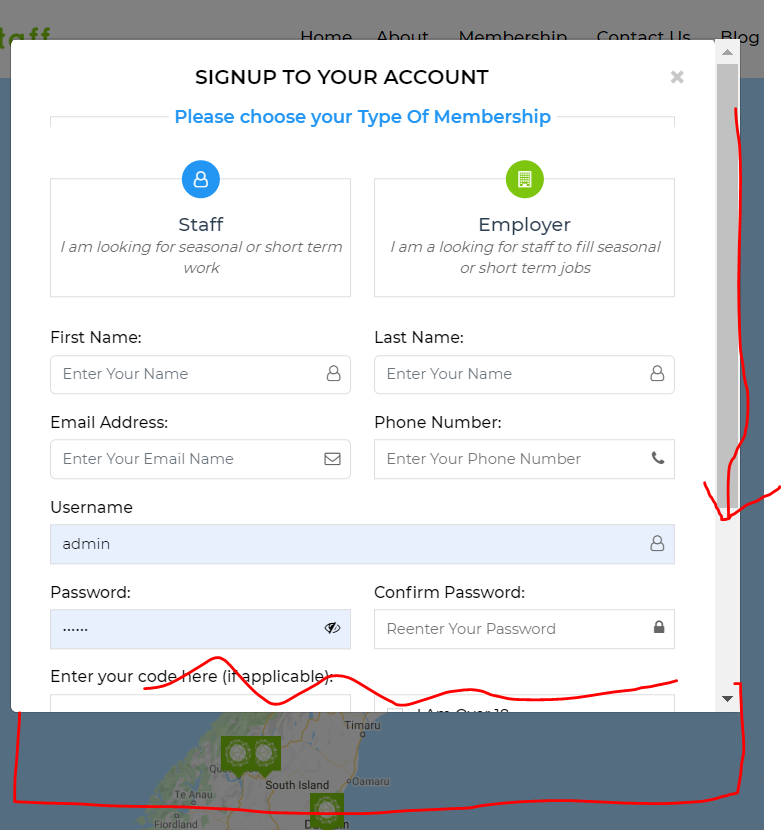 taff
Home About Membership Contact Us Blog
SIGNUP TO YOUR ACCOUNT
×
Please choose your Type Of Membership
Staff
I am looking for seasonal or short term
work
Employer
I am a looking for staff to fill seasonal
or short term jobs
First Name:
Enter Your Name
Last Name:
Enter Your Name
Email Address:
Enter Your Email Name
Phone Number:
Enter Your Phone Number
Username
admin
Password:
Confirm Password:
Reenter Your Password
Enter your code here (if applicable):
I Am Over 18
Timaru
Qu
South Island
Oamaru
Te Anau
Fiordland